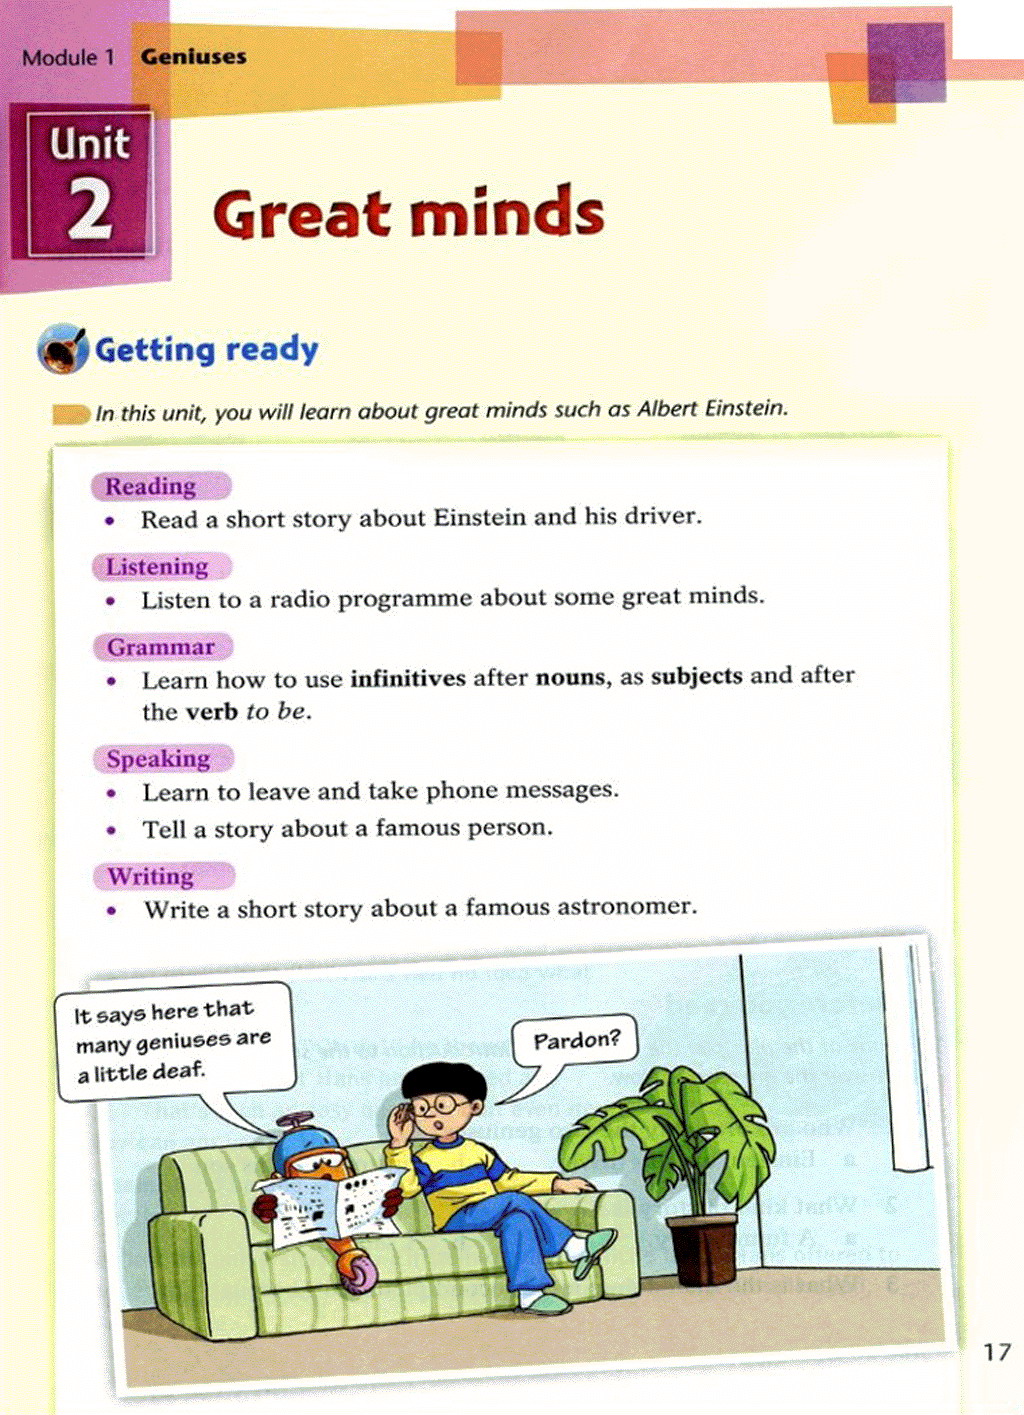 Module 1 Geniuses
Unit
2
Great minds
Getting ready
In this unit, you will learn about great minds such as Albert Einstein.
Reading
• Read a short story about Einstein and his driver.
Listening
• Listen to a radio programme about some great minds.
Grammar
• Learn how to use infinitives after nouns, as subjects and after
the verb to be.
Speaking
• Learn to leave and take phone messages.
• Tell a story about a famous person.
Writing
• Write a short story about a famous astronomer.
It says here that
many geniuses are
a little deaf.
Pardon?
17